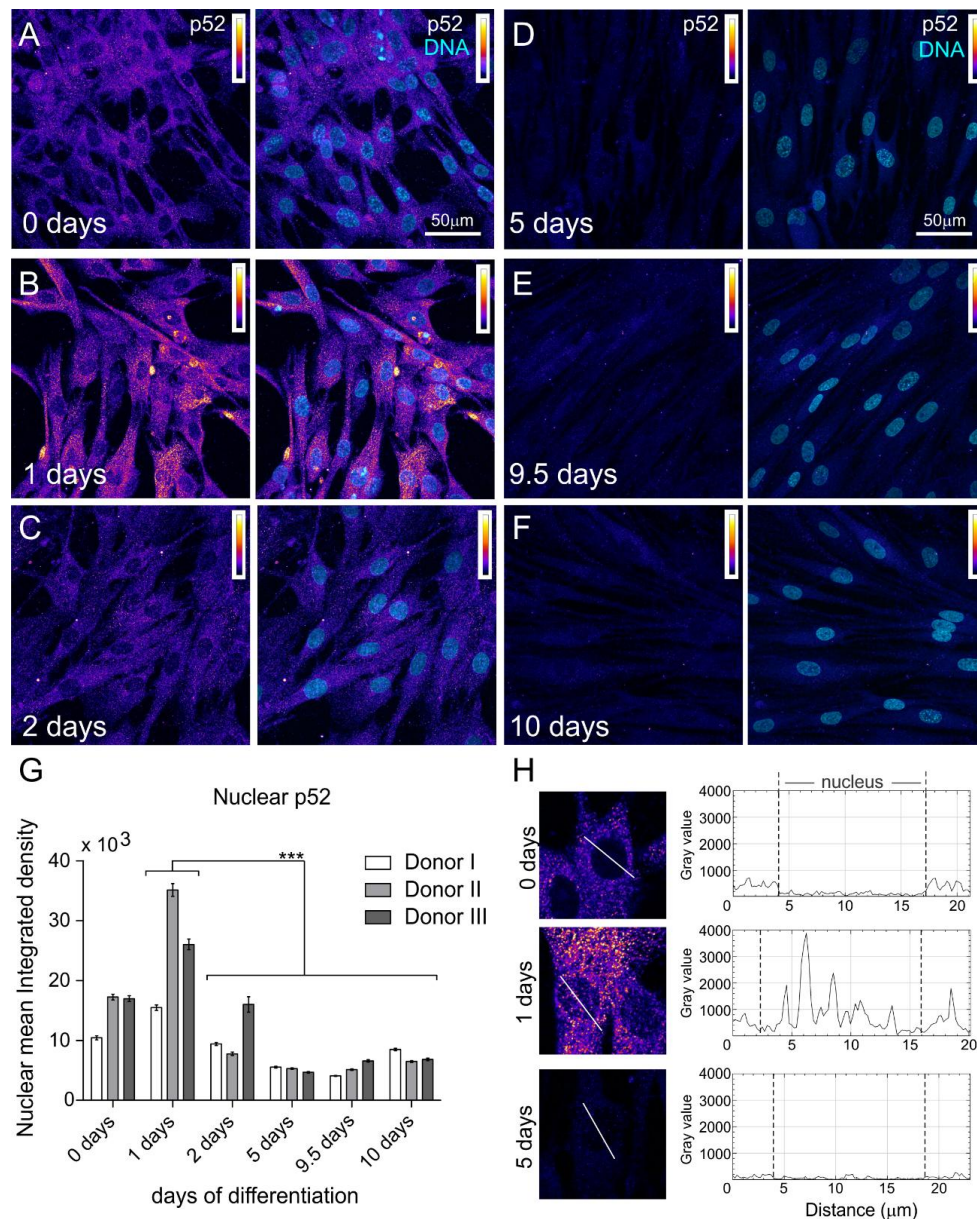 A
p52
p52
DNA
0 days
50μm
D
p52
p52
DNA
5 days
50μm
B
1 days
E
9.5 days
C
2 days
F
10 days
G
Nuclear p52
x 10³
Nuclear mean Integrated density
40
30
20
10
0
***
Donor I
Donor II
Donor III
0 days
1 days
2 days
5 days
9.5 days
10 days
days of differentiation
H
nucleus
0 days
Gray value
4000
3000
2000
1000
0 5 10 15 20
1 days
Gray value
4000
3000
2000
1000
0 5 10 15 20
5 days
Gray value
4000
3000
2000
1000
0 5 10 15 20
Distance (μm)